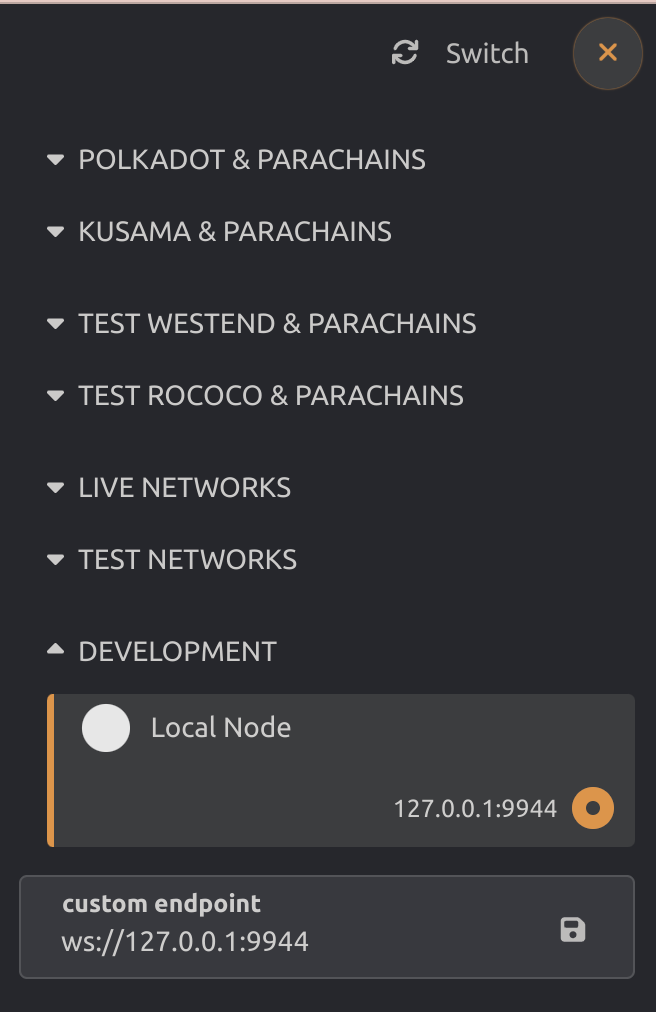 Switch
POLKADOT & PARACHAINS
KUSAMA & PARACHAINS
TEST WESTEND & PARACHAINS
TEST ROCOCO & PARACHAINS
LIVE NETWORKS
TEST NETWORKS
DEVELOPMENT
Local Node
127.0.0.1:9944
custom endpoint
ws://127.0.0.1:9944